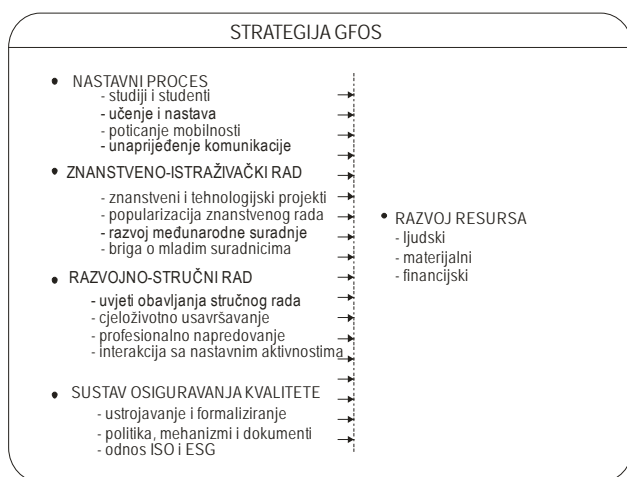 STRATEGIJA GFOS
• NASTAVNI PROCES
- studiji i studenti
- učenje i nastava
- poticanje mobilnosti
- unaprijeđenje komunikacije
• ZNANSTVENO-ISTRAŽIVAČKI RAD
- znanstveni i tehnologijski projekti
- popularizacija znanstvenog rada
- razvoj međunarodne suradnje
- briga o mladim suradnicima
• RAZVOJNO-STRUČNI RAD
- uvjeti obavljanja stručnog rada
- cjeloživotno usavršavanje
- profesionalno napredovanje
- interakcija sa nastavnim aktivnostima
• SUSTAV OSIGURAVANJA KVALITETE
- ustrojavanje i formaliziranje
- politika, mehanizmi i dokumenti
- odnos ISO i ESG
• RAZVOJ RESURSA
- ljudski
- materijalni
- financijski